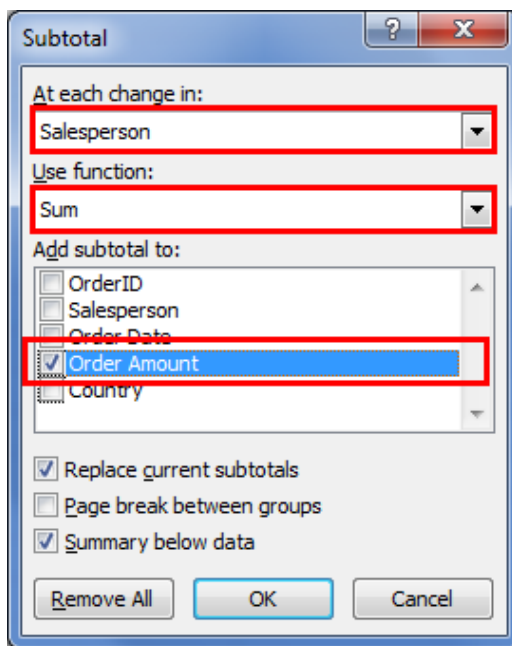 Subtotal
At each change in:
Salesperson
Use function:
Sum
Add subtotal to:
OrderID
Salesperson
Order Date
Order Amount
Country
Replace current subtotals
Page break between groups
Summary below data
Remove All OK Cancel